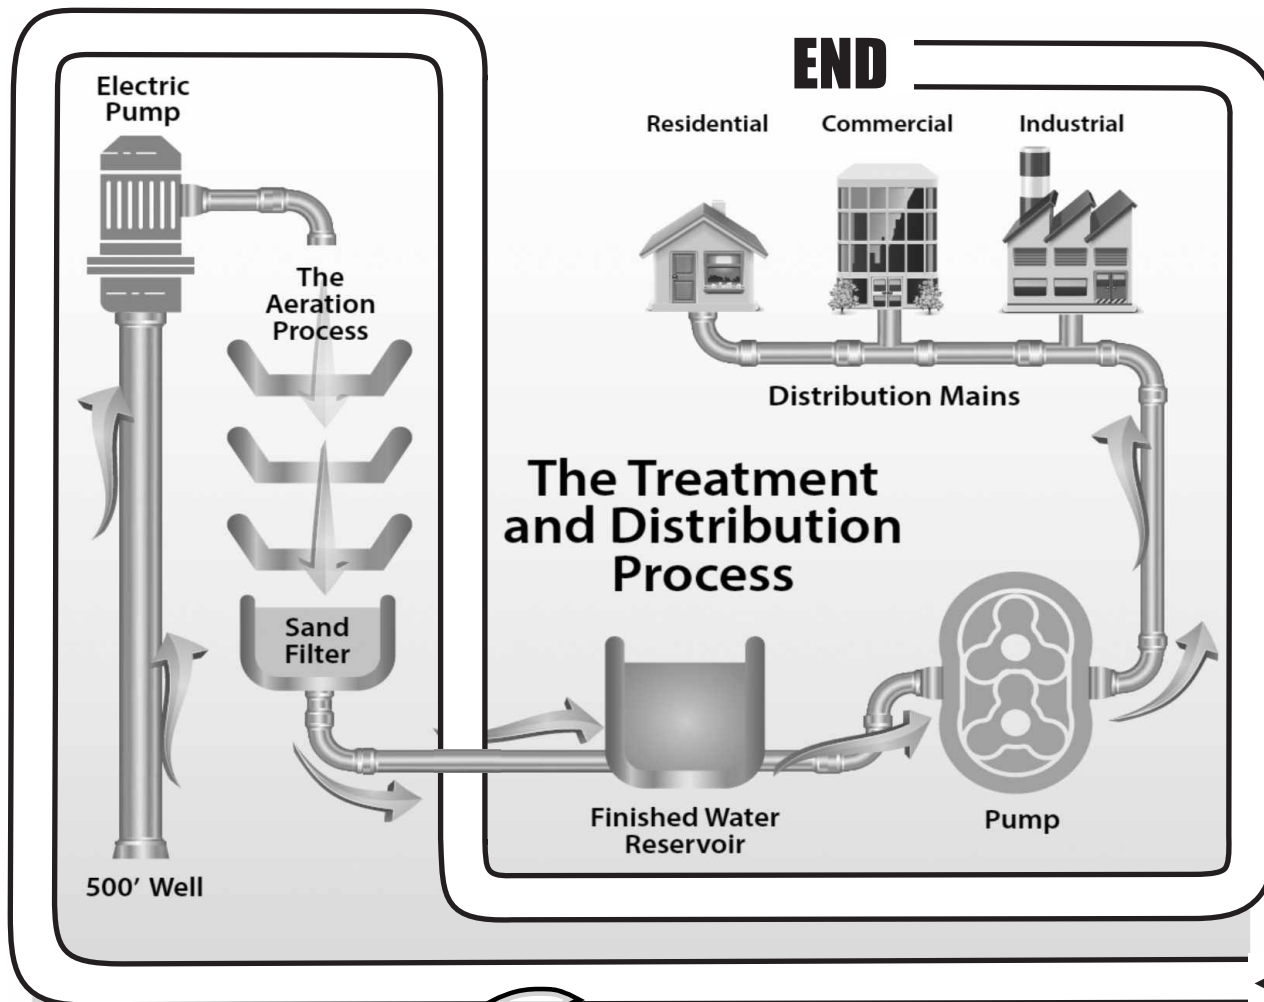 END
Electric
Pump
Residential
Commercial
Industrial
The
Aeration
Process
Distribution Mains
The Treatment
and Distribution
Process
Sand
Filter
Finished Water
Reservoir
Pump
500′ Well